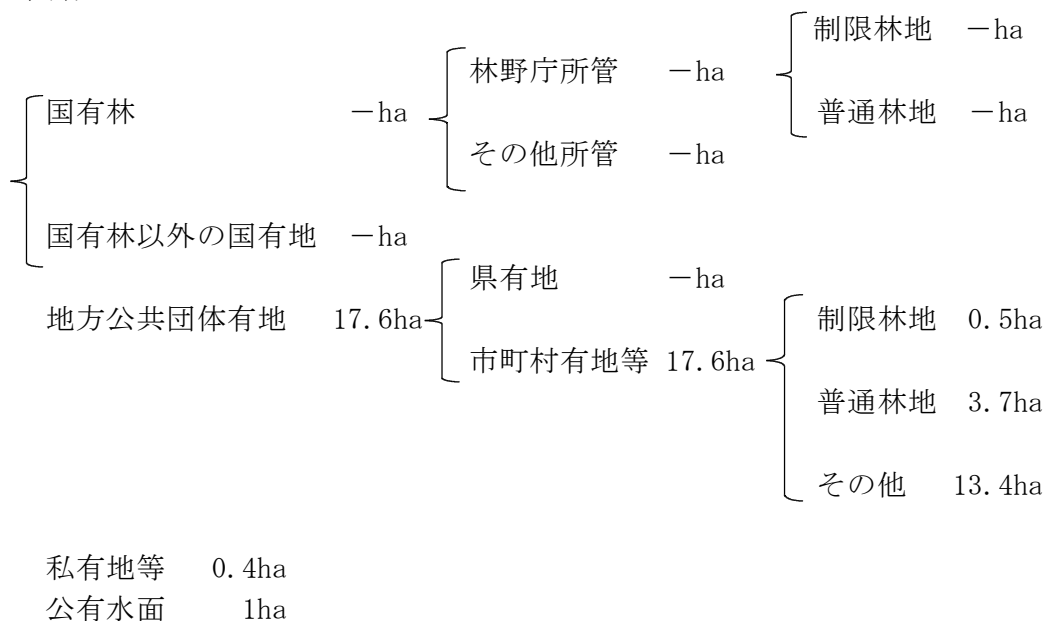 制限林地 －ha
林野庁所管 －ha
国有林 －ha
普通林地 －ha
その他所管 －ha
国有林以外の国有地 －ha
県有地 －ha
地方公共団体有地 17.6ha
制限林地 0.5ha
市町村有地等 17.6ha
普通林地 3.7ha
その他 13.4ha
私有地等 0.4ha
公有水面 1ha